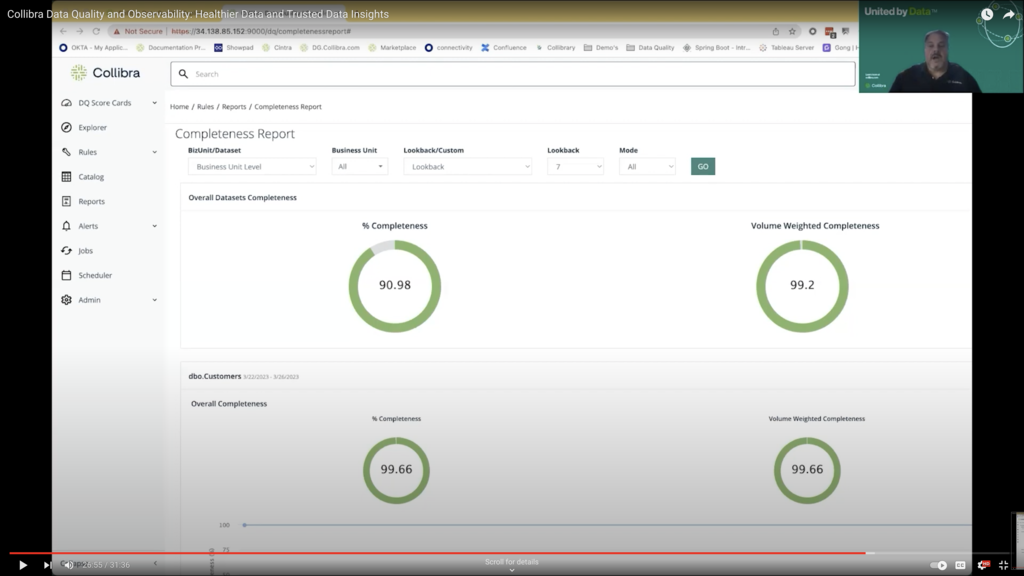 Collibra Data Quality and Observability: Healthier Data and Trusted Data Insights
United by Data
Not Secure | https://34.138.85.152:9000/dq/completenessreport#
OKTA - My Applic... Documentation Pr... Showpad Cintra DG.Collibra.com Marketplace connectivity Confluence Collibrary Demo's Data Quality Spring Boot - Intr... Tableau Server Gong
Collibra
Search
Collibra
DQ Score Cards
Explorer
Rules
Catalog
Reports
Alerts
Jobs
Scheduler
Admin
Home / Rules / Reports / Completeness Report
Completeness Report
BizUnit/Dataset Business Unit Lookback/Custom Lookback Mode
Business Unit Level All Lookback 7 All GO
Overall Datasets Completeness
% Completeness Volume Weighted Completeness
90.98 99.2
dbo.Customers 3/22/2023 - 3/26/2023
Overall Completeness
% Completeness Volume Weighted Completeness
99.66 99.66
100
75
/ 31:36
Scroll for details